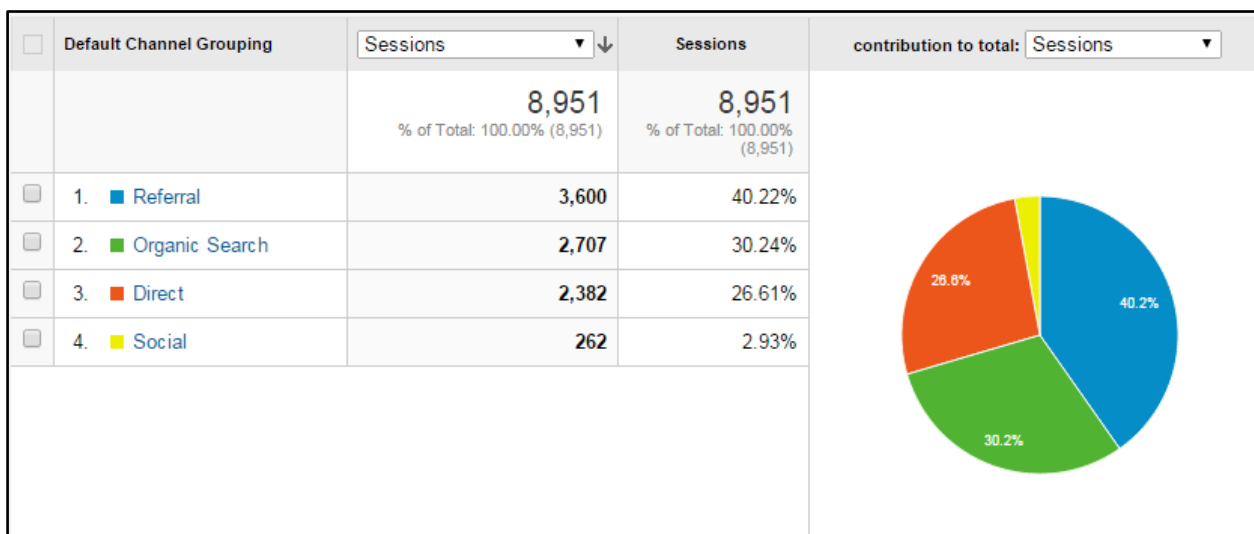 Default Channel Grouping
Sessions
Sessions
contribution to total: Sessions
8,951
% of Total: 100.00% (8,951)
8,951
% of Total: 100.00%
(8,951)
1. Referral 3,600 40.22%
2. Organic Search 2,707 30.24%
3. Direct 2,382 26.61%
4. Social 262 2.93%
26.6%
40.2%
30.2%